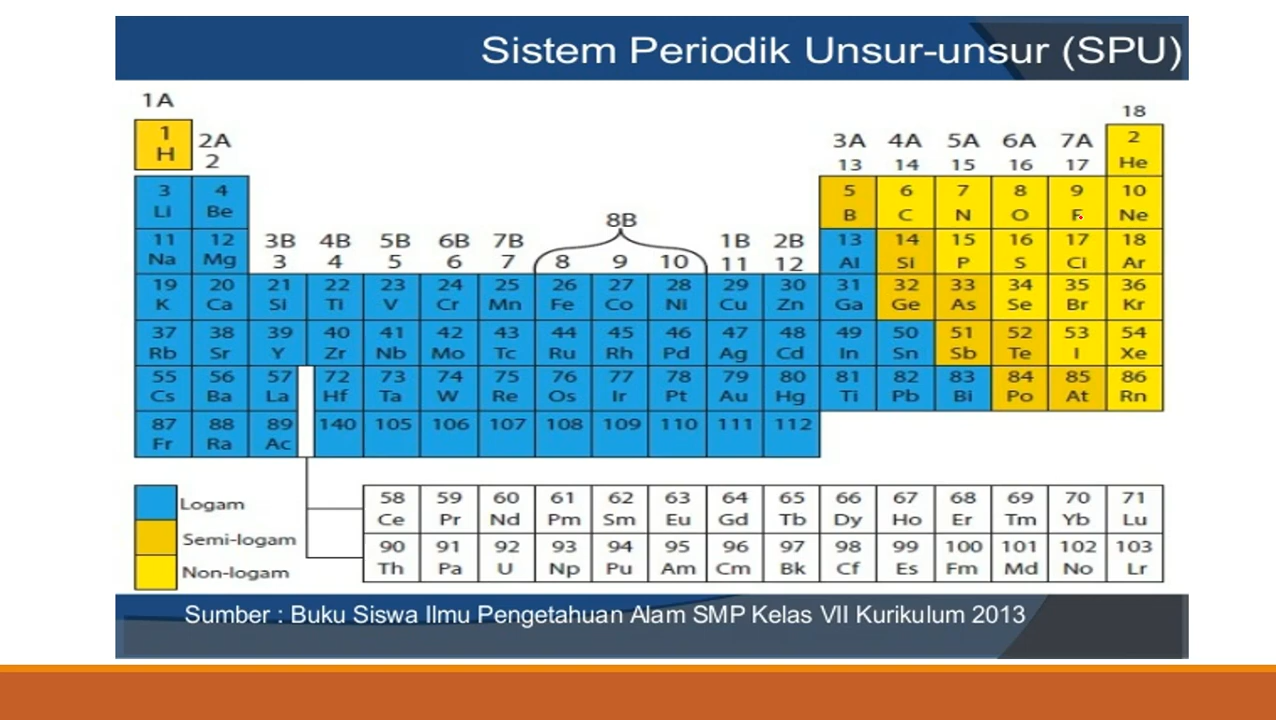 Sistem Periodik Unsur-unsur (SPU)
1A
18
1 2A 3A 4A 5A 6A 7A 2
H 2 13 14 15 16 17 He
3 4 5 6 7 8 9 10
Li Be B C N O F Ne
8B
11 12 3B 4B 5B 6B 7B 1B 2B 13 14 15 16 17 18
Na Mg 3 4 5 6 7 8 9 10 11 12 Al Si P S Cl Ar
19 20 21 22 23 24 25 26 27 28 29 30 31 32 33 34 35 36
K Ca SI TI V Cr Mn Fe Co NI Cu Zn Ga Ge As Se Br Kr
37 38 39 40 41 42 43 44 45 46 47 48 49 50 51 52 53 54
Rb Sr Y Zr Nb Mo Tc Ru Rh Pd Ag Cd In Sn Sb Te I Xe
55 56 57 72 73 74 75 76 77 78 79 80 81 82 83 84 85 86
Cs Ba La Hf Ta W Re Os Ir Pt Au Hg Ti Pb Bi Po At Rn
87 88 89 140 105 106 107 108 109 110 111 112
Fr Ra Ac
58 59 60 61 62 63 64 65 66 67 68 69 70 71
Logam
Ce Pr Nd Pm Sm Eu Gd Tb Dy Ho Er Tm Yb Lu
Semi-logam
90 91 92 93 94 95 96 97 98 99 100 101 102 103
Non-logam
Th Pa U Np Pu Am Cm Bk Cf Es Fm Md No Lr
Sumber : Buku Siswa Ilmu Pengetahuan Alam SMP Kelas VII Kurikulum 2013